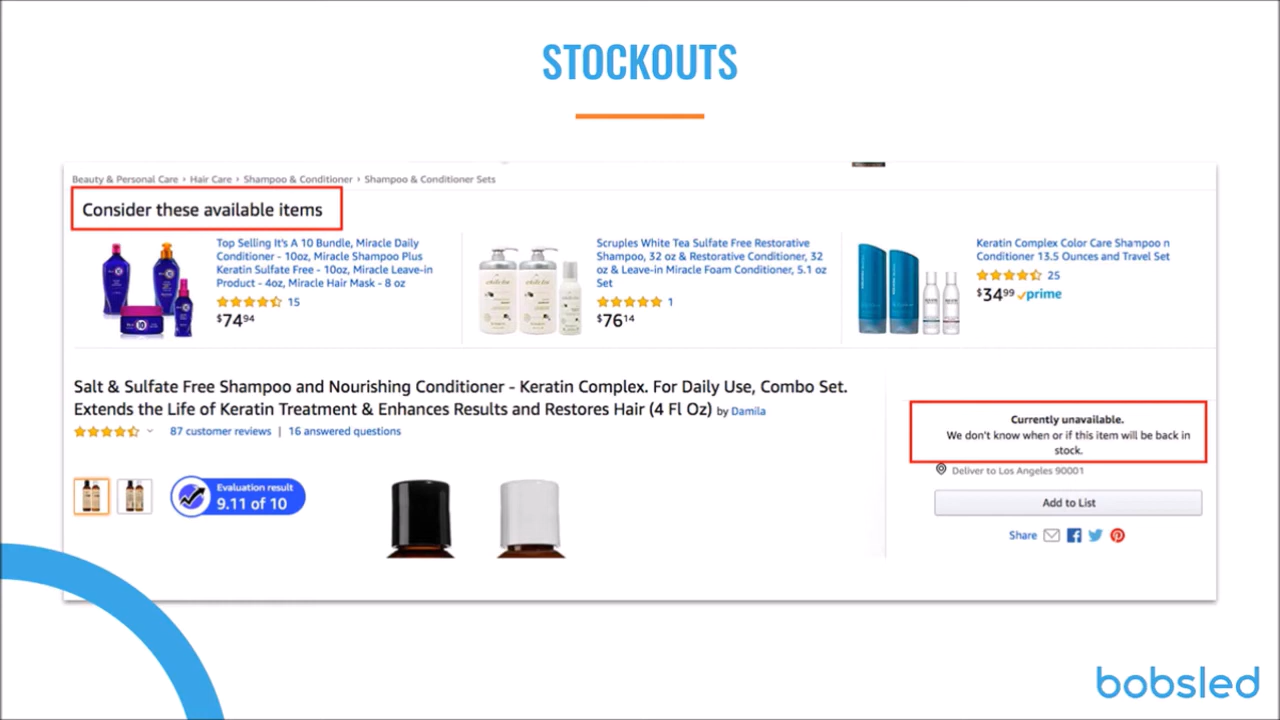 STOCKOUTS
Beauty & Personal Care › Hair Care › Shampoo & Conditioner › Shampoo & Conditioner Sets
Consider these available items
Top Selling It's A 10 Bundle, Miracle Daily
Conditioner - 10oz, Miracle Shampoo Plus
Keratin Sulfate Free - 10oz, Miracle Leave-in
Product - 4oz, Miracle Hair Mask - 8 oz
15
$74⁹⁴
Scruples White Tea Sulfate Free Restorative
Shampoo, 32 oz & Restorative Conditioner, 32
oz & Leave-in Miracle Foam Conditioner, 5.1 oz
Set
1
$76¹⁴
Keratin Complex Color Care Shampoo n
Conditioner 13.5 Ounces and Travel Set
25
$34⁹⁹ prime
Salt & Sulfate Free Shampoo and Nourishing Conditioner - Keratin Complex. For Daily Use, Combo Set.
Extends the Life of Keratin Treatment & Enhances Results and Restores Hair (4 Fl Oz) by Damila
87 customer reviews | 16 answered questions
Evaluation result
9.11 of 10
Currently unavailable.
We don't know when or if this item will be back in
stock.
Deliver to Los Angeles 90001
Add to List
Share
bobsled